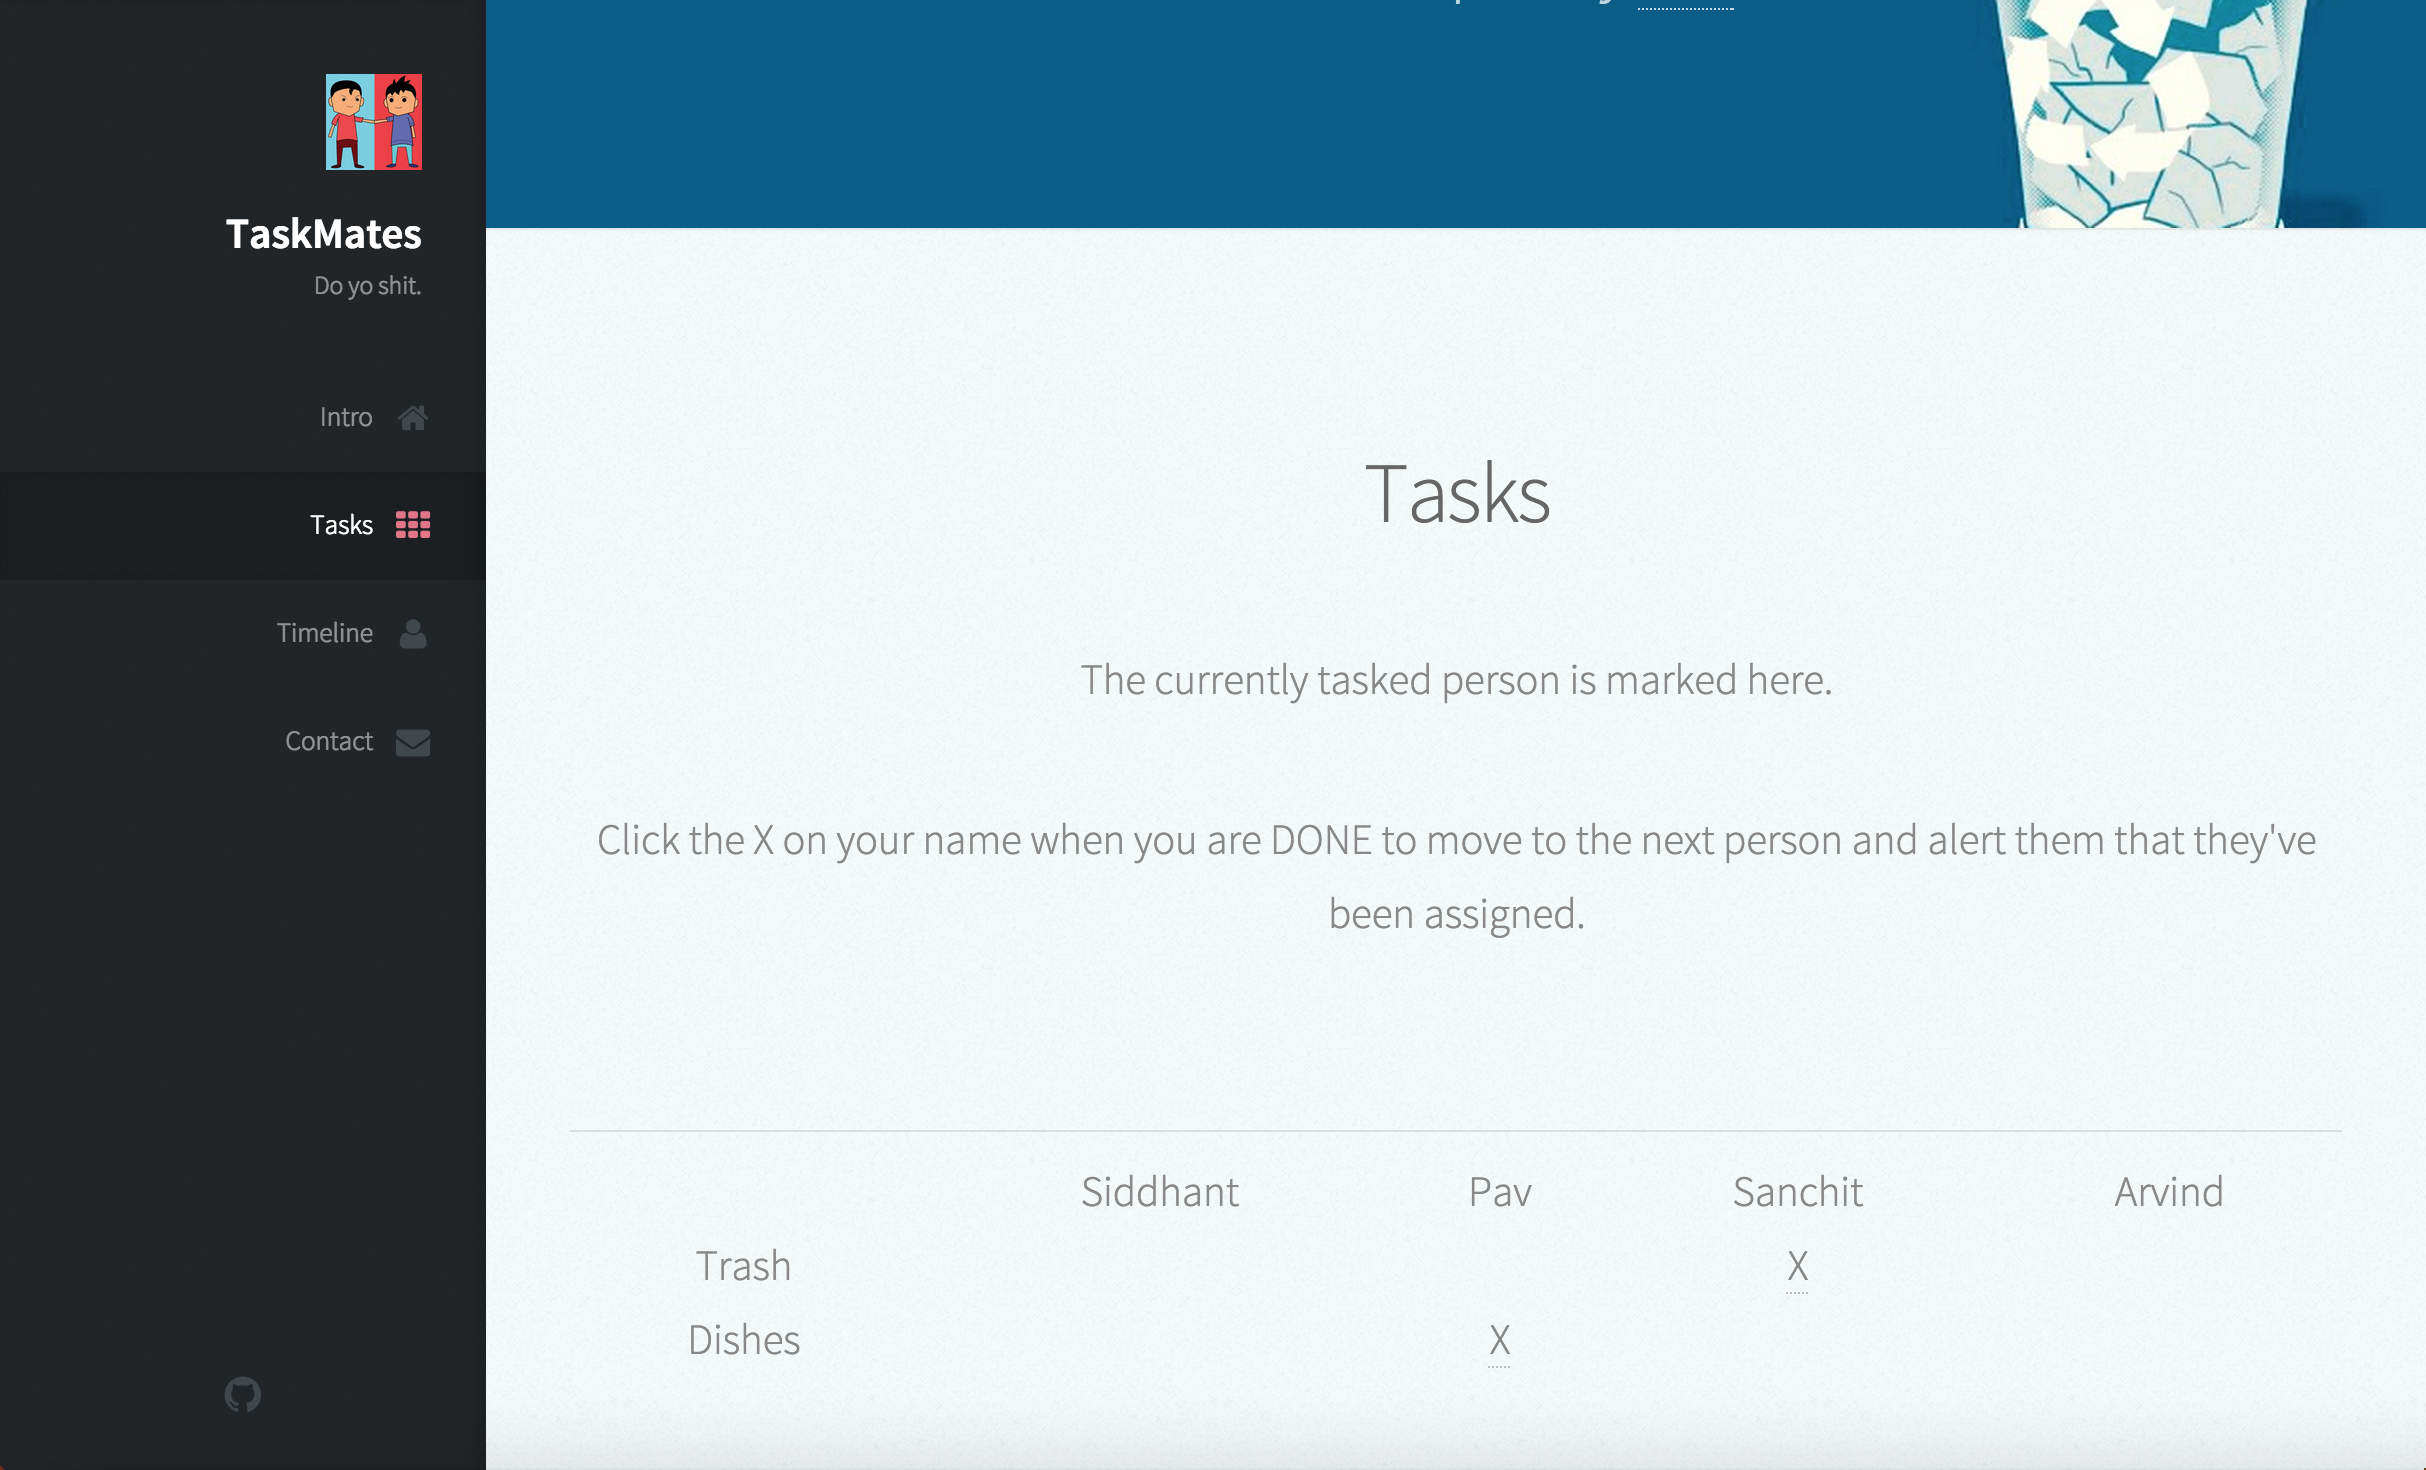 TaskMates
Do yo shit.
Intro
Tasks
Timeline
Contact
Tasks
The currently tasked person is marked here.
Click the X on your name when you are DONE to move to the next person and alert them that they've
been assigned.
Siddhant Pav Sanchit Arvind
Trash X
Dishes X